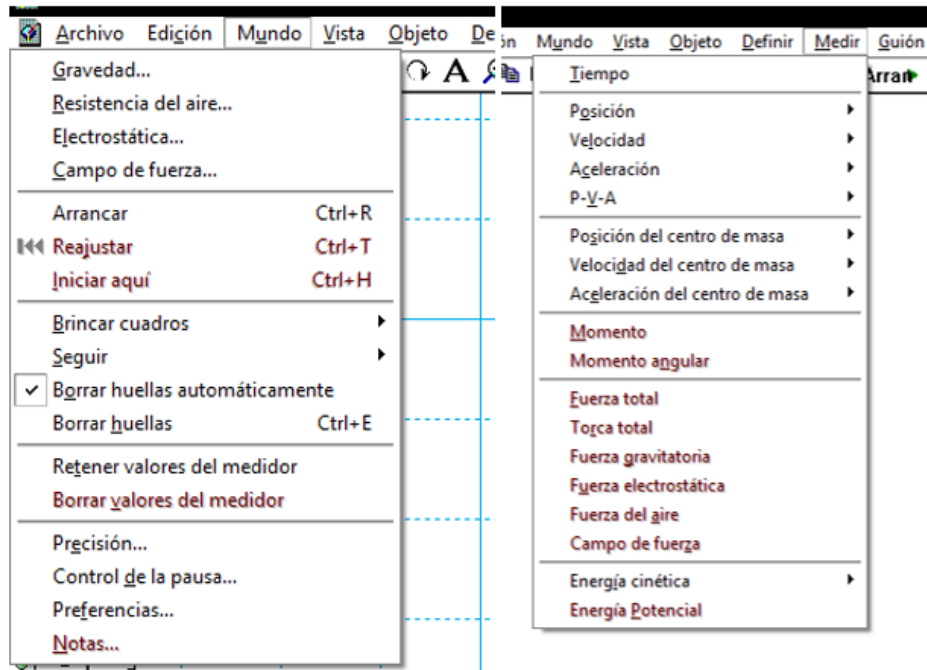 Archivo Edición Mundo Vista Objeto
Gravedad...
Resistencia del aire...
Electrostática...
Campo de fuerza...
Arrancar Ctrl+R
Reajustar Ctrl+T
Iniciar aquí Ctrl+H
Brincar cuadros
Seguir
Borrar huellas automáticamente
Borrar huellas Ctrl+E
Retener valores del medidor
Borrar valores del medidor
Precisión...
Control de la pausa...
Preferencias...
Notas...
A
Mundo Vista Objeto Definir Medir Guión
Arran
Tiempo
Posición
Velocidad
Aceleración
P-V-A
Posición del centro de masa
Velocidad del centro de masa
Aceleración del centro de masa
Momento
Momento angular
Fuerza total
Torca total
Fuerza gravitatoria
Fuerza electrostática
Fuerza del aire
Campo de fuerza
Energía cinética
Energía Potencial